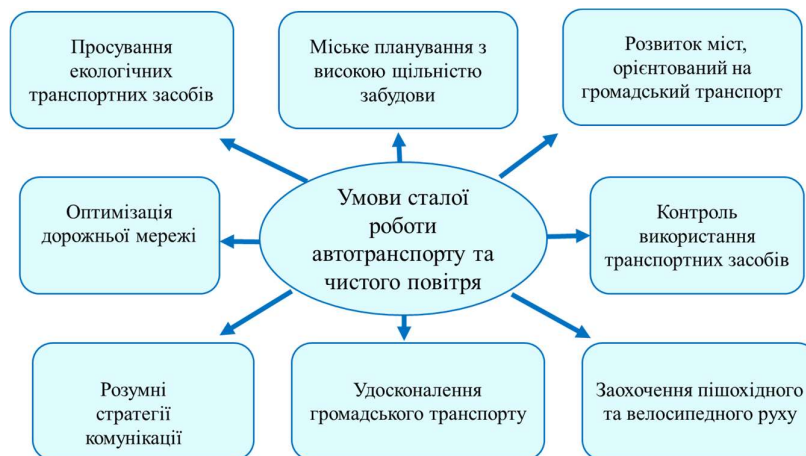 Просування
екологічних
транспортних засобів
Міське планування з
високою щільністю
забудови
Розвиток міст,
орієнтований на
громадський транспорт
Оптимізація
дорожньої мережі
Умови сталої
роботи
автотранспорту та
чистого повітря
Контроль
використання
транспортних засобів
Розумні
стратегії
комунікації
Удосконалення
громадського транспорту
Заохочення пішохідного
та велосипедного руху